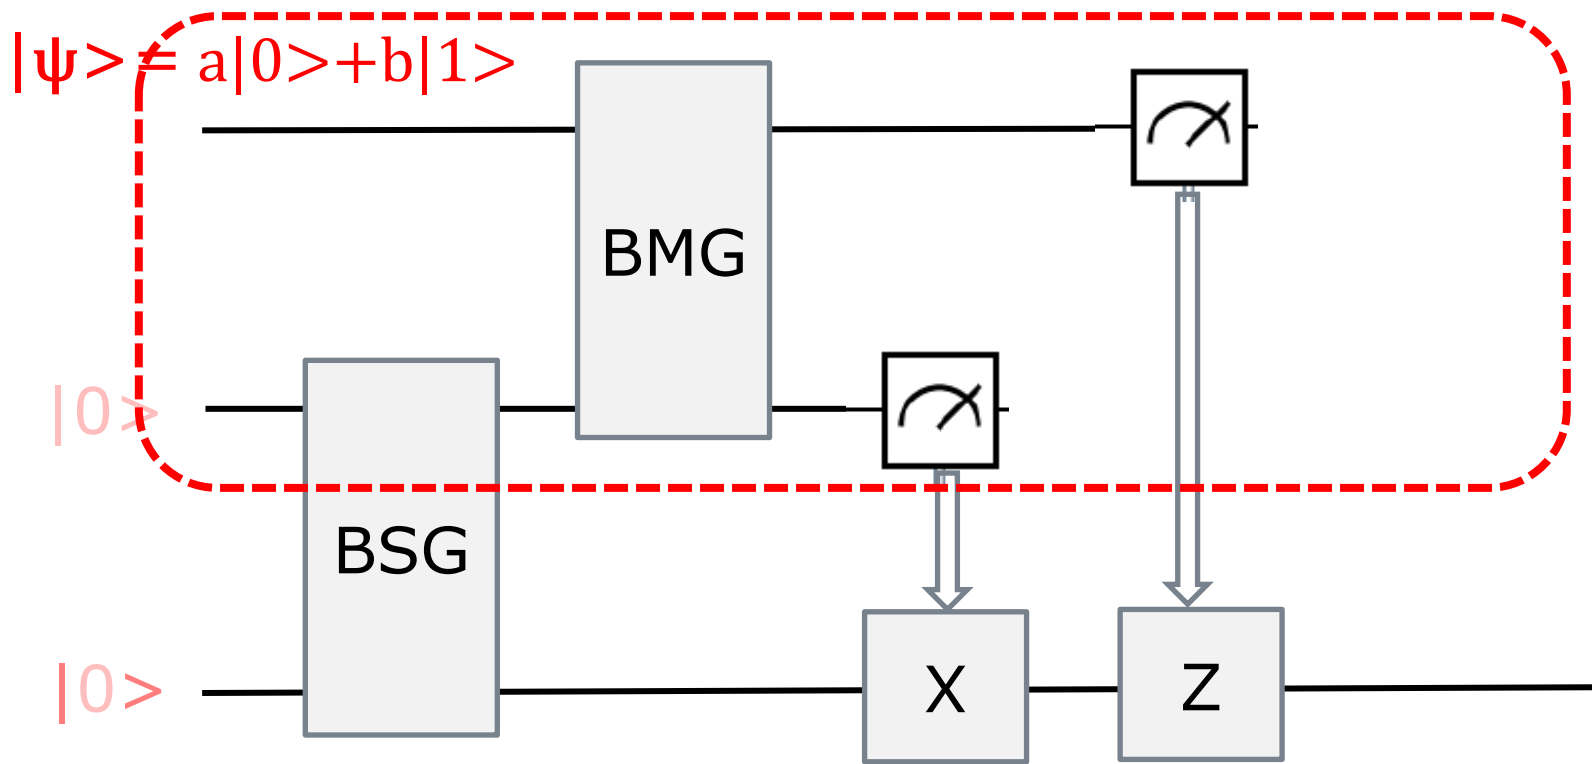 |ψ> = a|0>+b|1>
BMG
|0>
BSG
|0>
X
Z